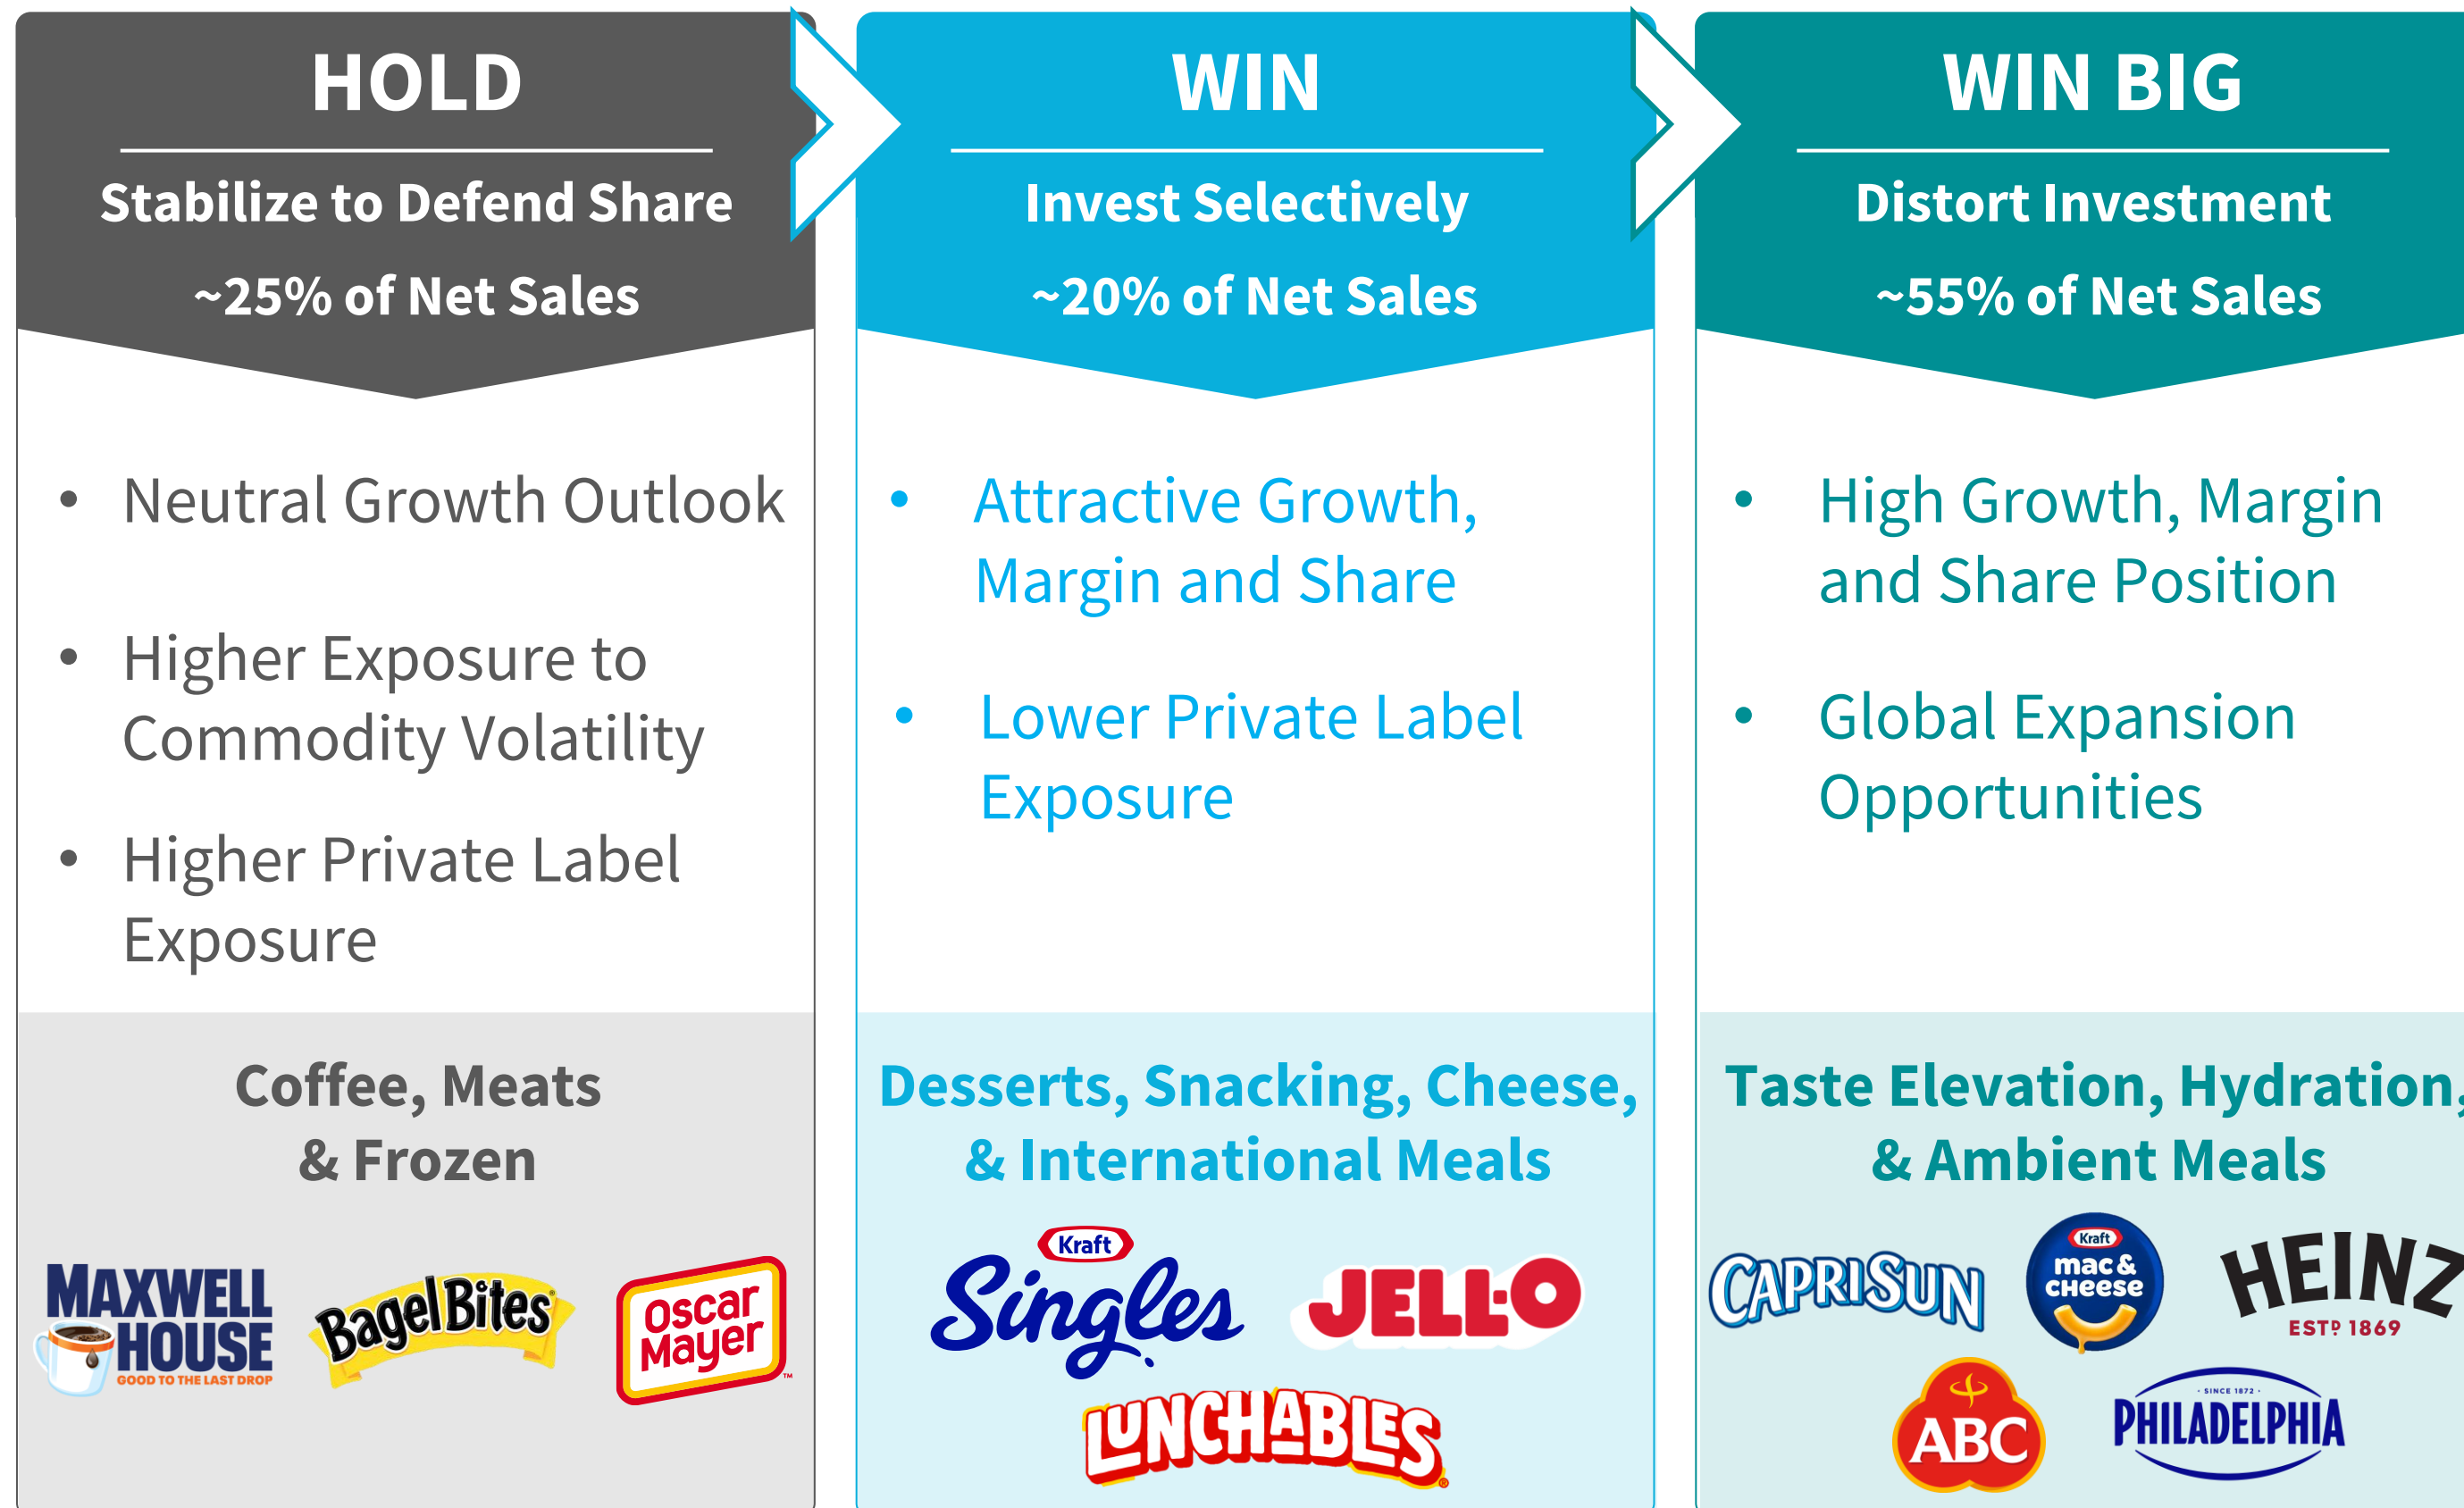 HOLD
Stabilize to Defend Share
~25% of Net Sales
• Neutral Growth Outlook
• Higher Exposure to
Commodity Volatility
• Higher Private Label
Exposure
Coffee, Meats
& Frozen
MAXWELL
HOUSE
GOOD TO THE LAST DROP
Bagel Bites®
Oscar
Mayer™
WIN
Invest Selectively
~20% of Net Sales
• Attractive Growth,
Margin and Share
• Lower Private Label
Exposure
Desserts, Snacking, Cheese,
& International Meals
Kraft
Singles
JELL-O
LUNCHABLES®
WIN BIG
Distort Investment
~55% of Net Sales
• High Growth, Margin
and Share Position
• Global Expansion
Opportunities
Taste Elevation, Hydration,
& Ambient Meals
CAPRISUN
Kraft
mac &
cheese
HEINZ
ESTD 1869
ABC
· SINCE 1872 ·
PHILADELPHIA